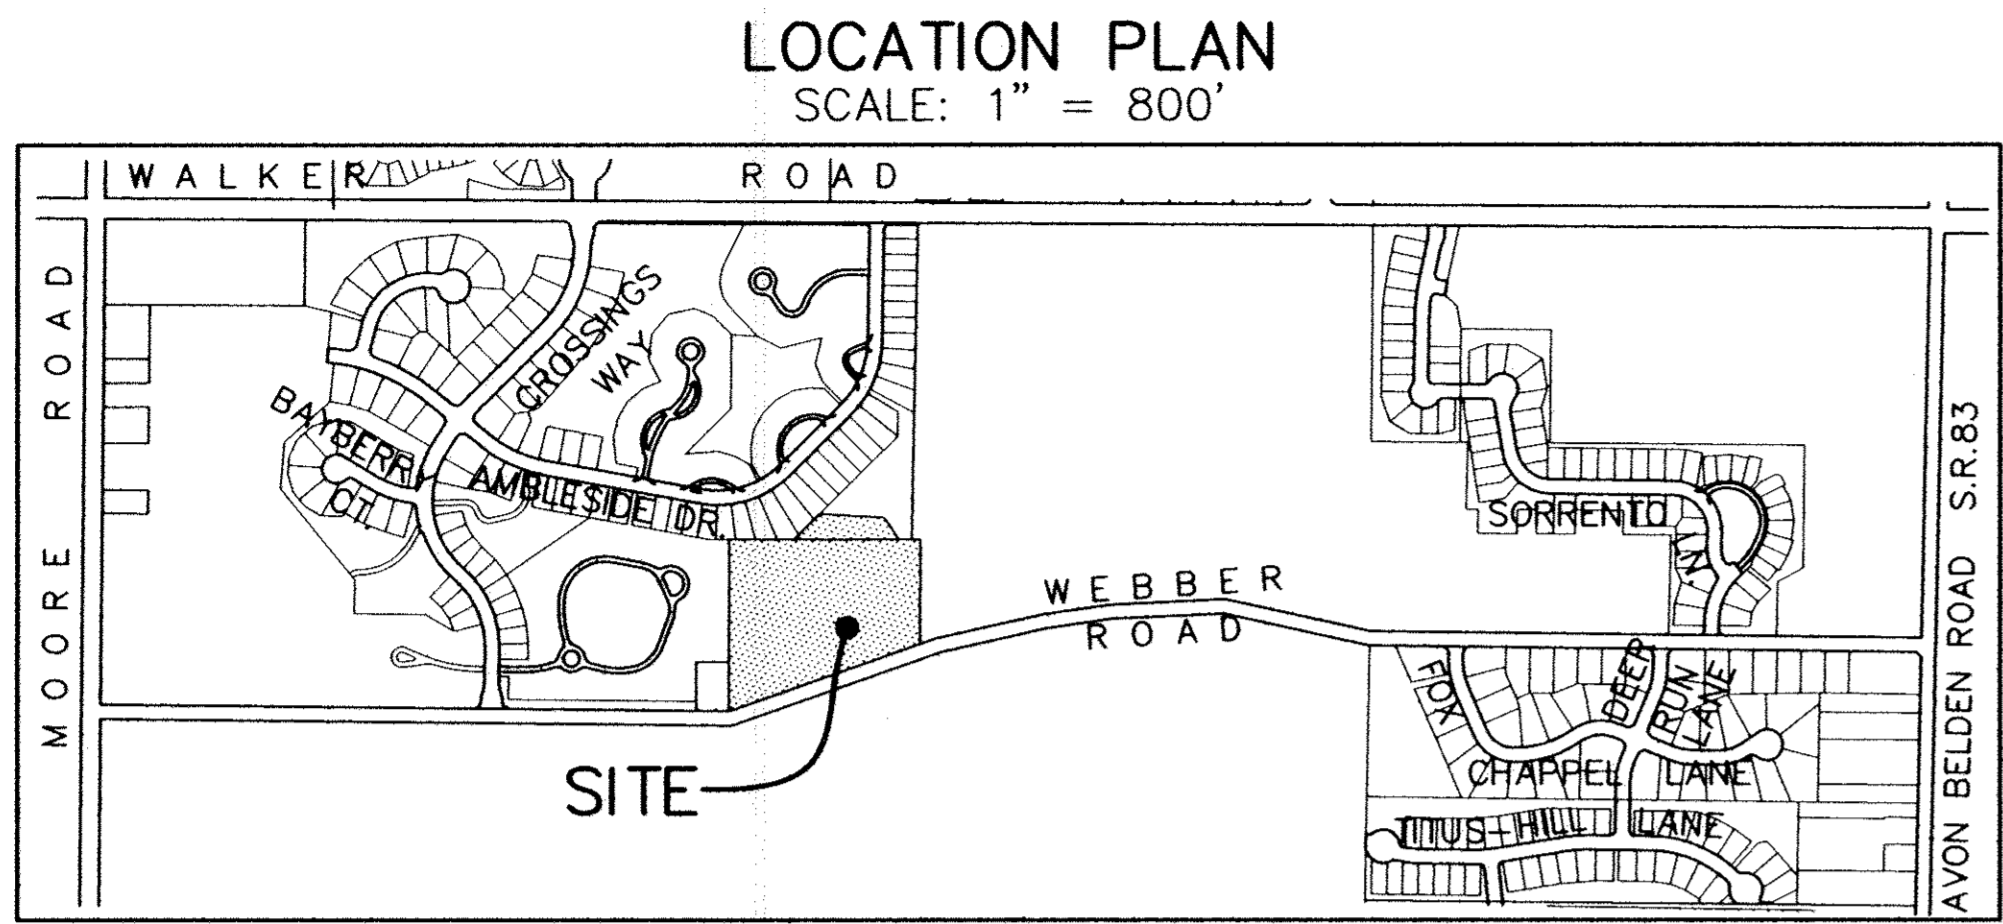 LOCATION PLAN
SCALE: 1" = 800'
WALKER ROAD
MOORE ROAD
CROSSINGS
WAY
BAYBERRY
CT.
AMBLESIDE DR.
WEBBER
ROAD
SORRENTO
LN.
AVON BELDEN ROAD S.R.83
FOX
DEER
RUN
LANE
CHAPPEL LANE
TITUS-HILL LANE
SITE